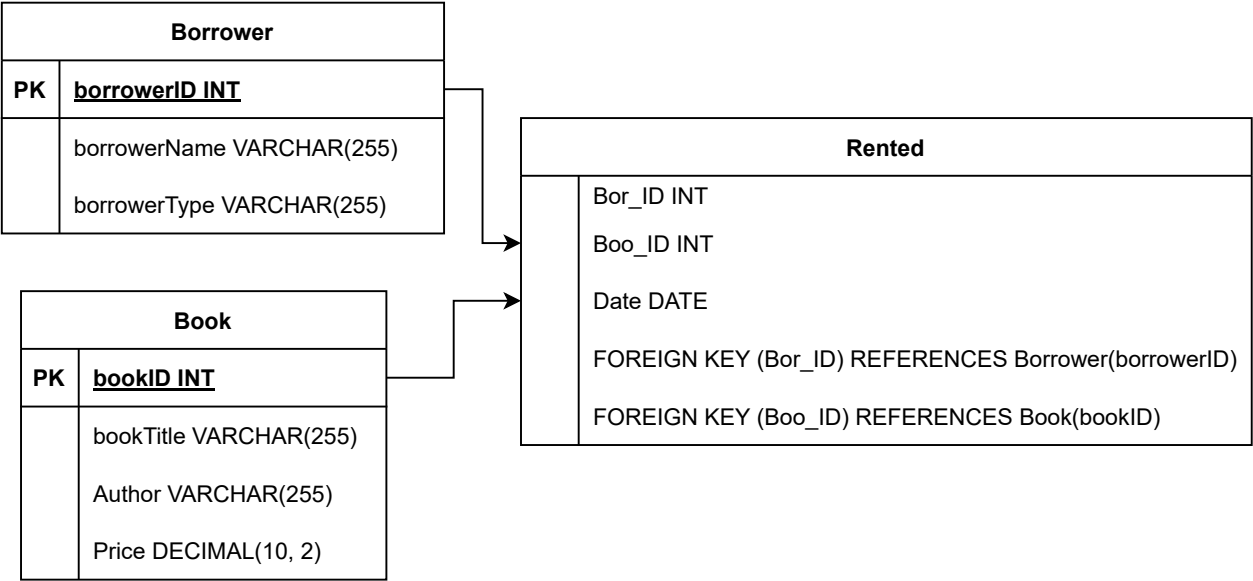 Borrower
PK borrowerID INT
borrowerName VARCHAR(255)
borrowerType VARCHAR(255)
Book
PK bookID INT
bookTitle VARCHAR(255)
Author VARCHAR(255)
Price DECIMAL(10, 2)
Rented
Bor_ID INT
Boo_ID INT
Date DATE
FOREIGN KEY (Bor_ID) REFERENCES Borrower(borrowerID)
FOREIGN KEY (Boo_ID) REFERENCES Book(bookID)